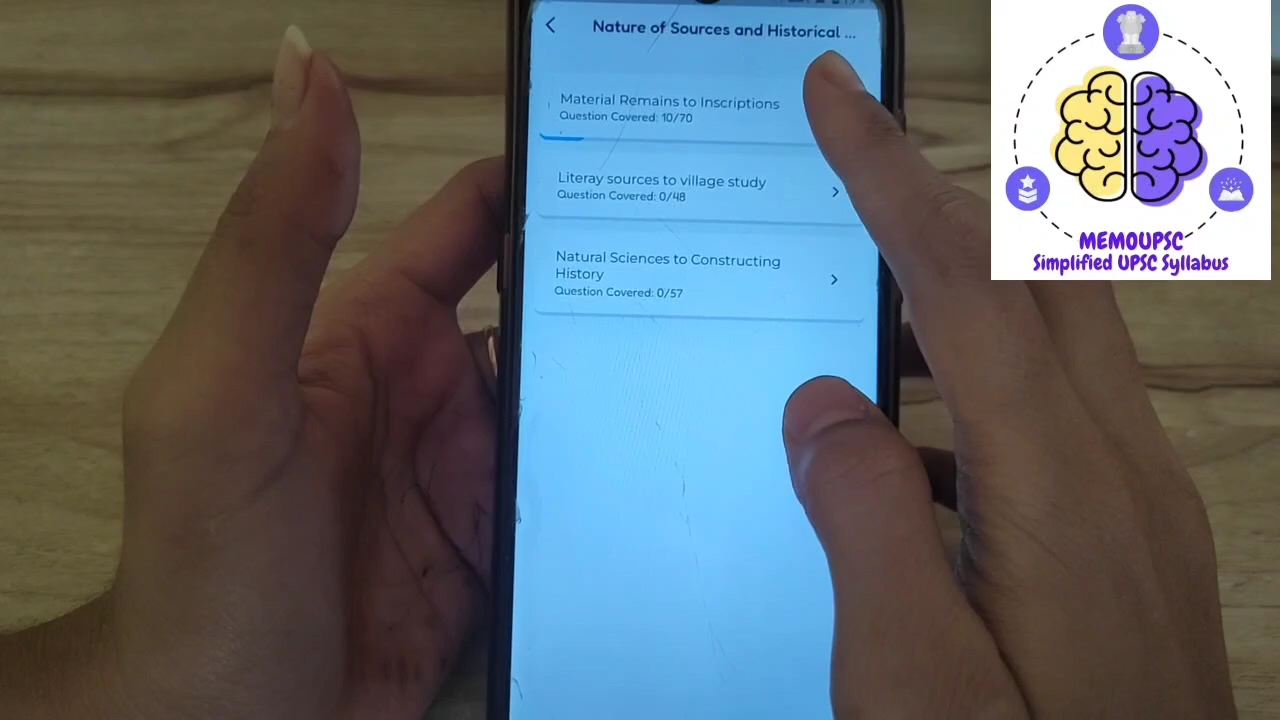 Nature of Sources and Historical ...
Material Remains to Inscriptions
Question Covered: 10/70
Literay sources to village study
Question Covered: 0/48
Natural Sciences to Constructing
History
Question Covered: 0/57
MEMOUPSC
Simplified UPSC Syllabus